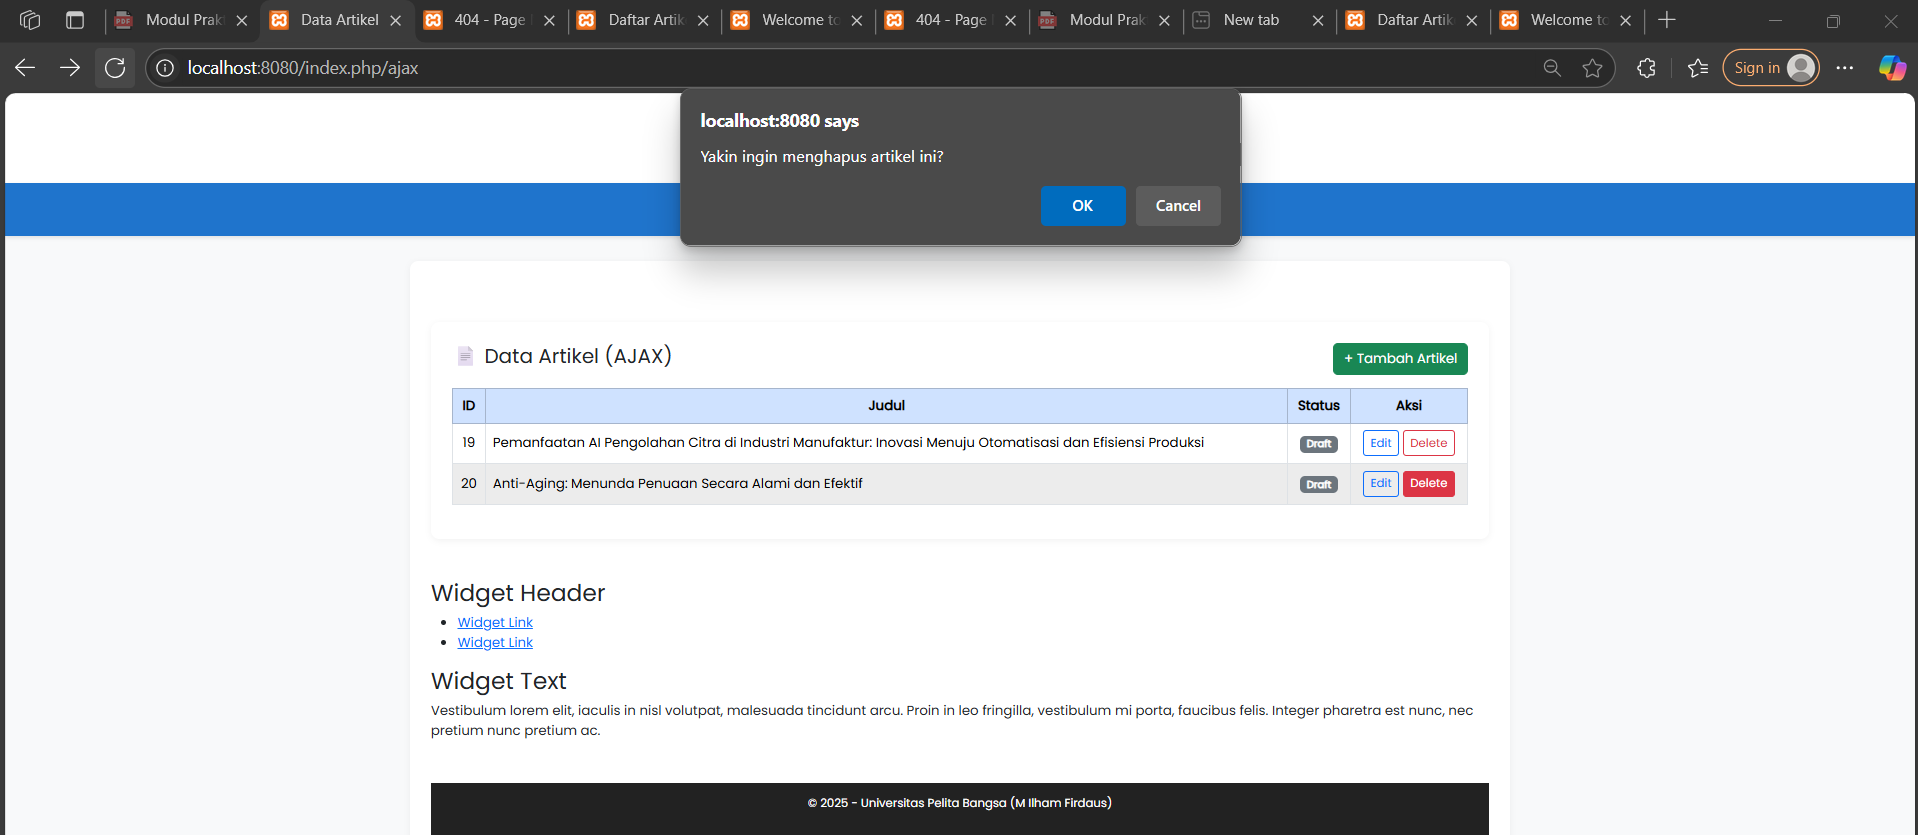 Modul Prak
Data Artikel
404 - Page
Daftar Artik
Welcome to
404 - Page
Modul Prak
New tab
Daftar Artik
Welcome to
localhost:8080/index.php/ajax
Sign in
localhost:8080 says
Yakin ingin menghapus artikel ini?
OK
Cancel
Data Artikel (AJAX)
+ Tambah Artikel
ID Judul Status Aksi
19 Pemanfaatan AI Pengolahan Citra di Industri Manufaktur: Inovasi Menuju Otomatisasi dan Efisiensi Produksi Draft Edit Delete
20 Anti-Aging: Menunda Penuaan Secara Alami dan Efektif Draft Edit Delete
Widget Header
Widget Link
Widget Link
Widget Text
Vestibulum lorem elit, iaculis in nisl volutpat, malesuada tincidunt arcu. Proin in leo fringilla, vestibulum mi porta, faucibus felis. Integer pharetra est nunc, nec
pretium nunc pretium ac.
© 2025 - Universitas Pelita Bangsa (M Ilham Firdaus)